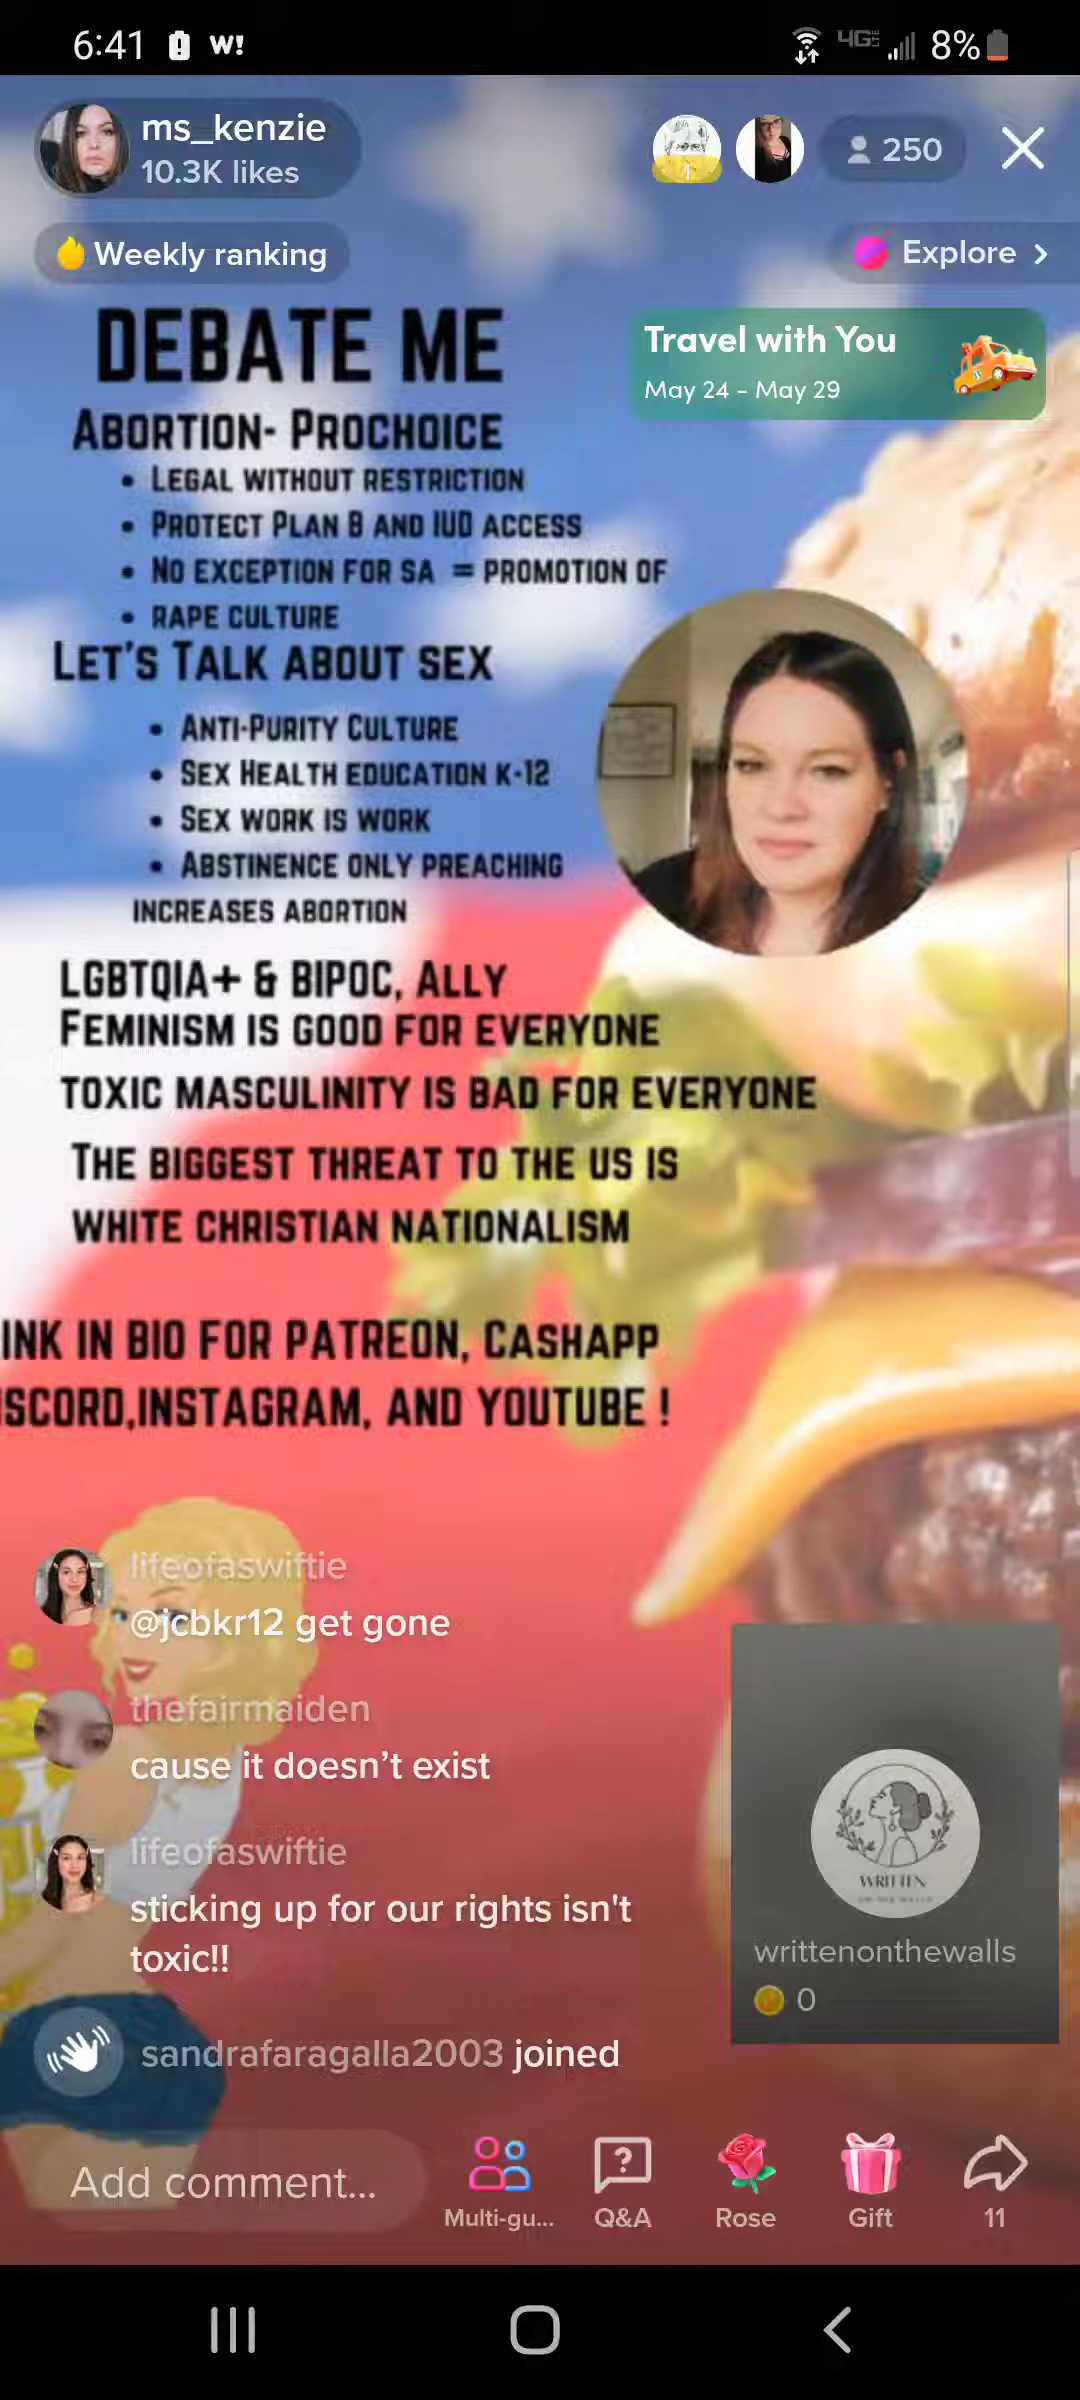 6:41 W! 4G LTE 8%
ms_kenzie
10.3K likes
250
Weekly ranking
Explore >
Travel with You
May 24 - May 29
DEBATE ME
ABORTION- PROCHOICE
• LEGAL WITHOUT RESTRICTION
• PROTECT PLAN B AND IUD ACCESS
• NO EXCEPTION FOR SA = PROMOTION OF
• RAPE CULTURE
LET'S TALK ABOUT SEX
• ANTI-PURITY CULTURE
• SEX HEALTH EDUCATION K-12
• SEX WORK IS WORK
• ABSTINENCE ONLY PREACHING
INCREASES ABORTION
LGBTQIA+ & BIPOC, ALLY
FEMINISM IS GOOD FOR EVERYONE
TOXIC MASCULINITY IS BAD FOR EVERYONE
THE BIGGEST THREAT TO THE US IS
WHITE CHRISTIAN NATIONALISM
INK IN BIO FOR PATREON, CASHAPP
ISCORD,INSTAGRAM, AND YOUTUBE !
lifeofaswiftie
@jcbkr12 get gone
thefairmaiden
cause it doesn't exist
lifeofaswiftie
sticking up for our rights isn't
toxic!!
sandrafaragalla2003 joined
WRITTEN
writtenonthewalls
0
Add comment...
Multi-gu...
Q&A
Rose
Gift
11